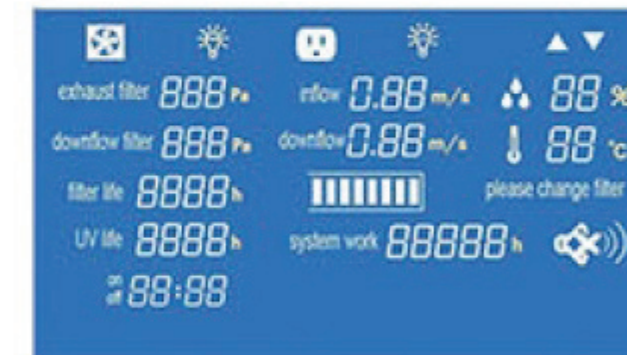 exhaust filter 888 Pa inflow 0.88 m/s 88 %
downflow filter 888 Pa downflow 0.88 m/s 88 °C
filter life 8888 h please change filter
UV life 8888 h system work 88888 h
on
off 88:88